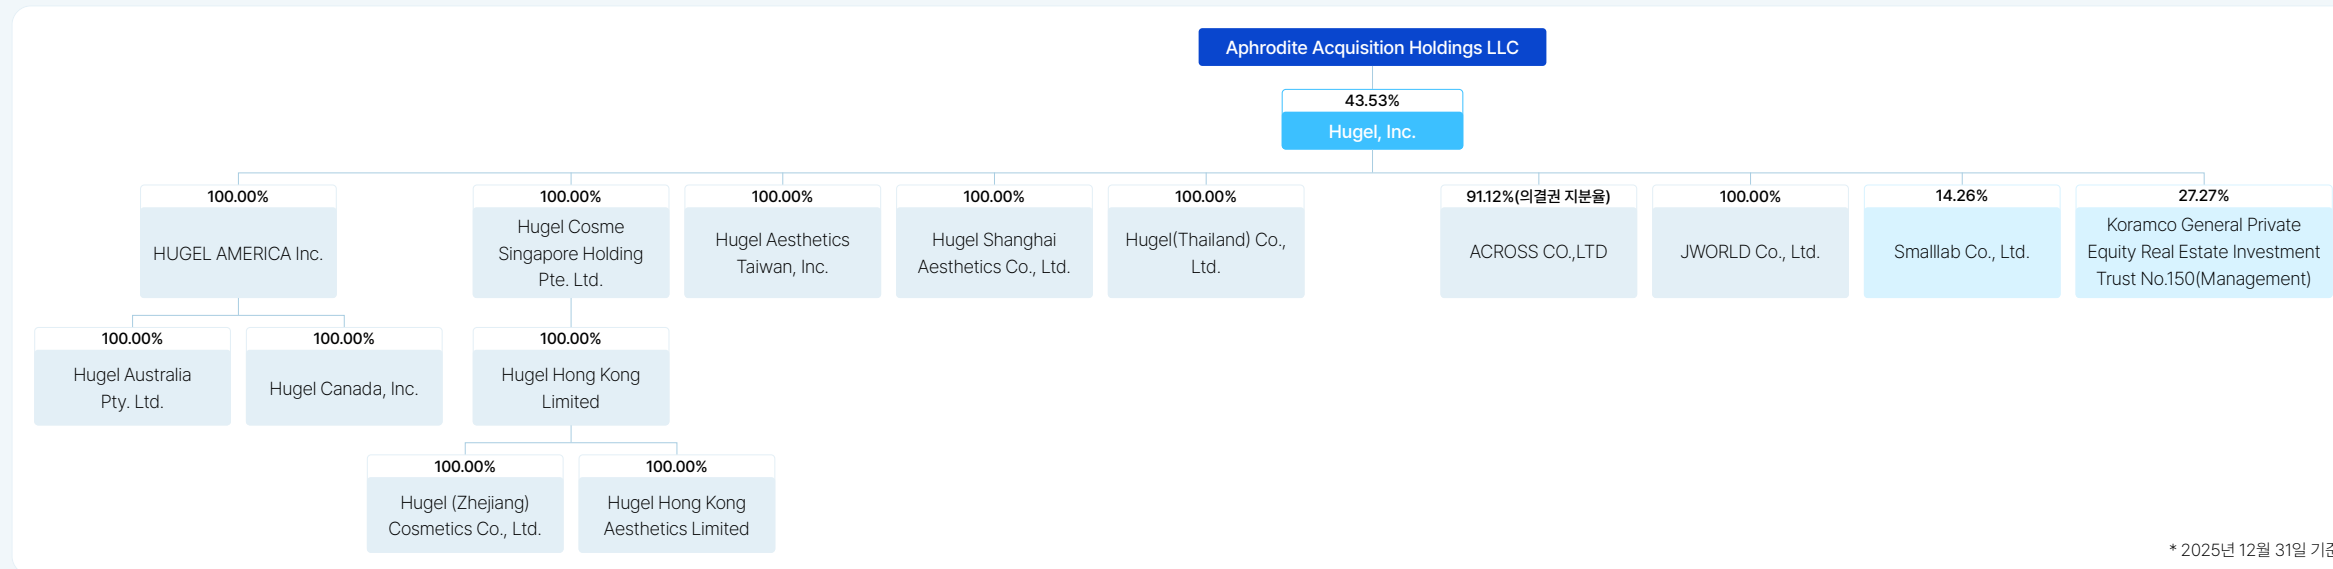 Aphrodite Acquisition Holdings LLC
43.53%
Hugel, Inc.
100.00%
HUGEL AMERICA Inc.
100.00%
Hugel Cosme
Singapore Holding
Pte. Ltd.
100.00%
Hugel Aesthetics
Taiwan, Inc.
100.00%
Hugel Shanghai
Aesthetics Co., Ltd.
100.00%
Hugel(Thailand) Co.,
Ltd.
91.12%(의결권 지분율)
ACROSS CO.,LTD
100.00%
JWORLD Co., Ltd.
14.26%
Smalllab Co., Ltd.
27.27%
Koramco General Private
Equity Real Estate Investment
Trust No.150(Management)
100.00%
Hugel Australia
Pty. Ltd.
100.00%
Hugel Canada, Inc.
100.00%
Hugel Hong Kong
Limited
100.00%
Hugel (Zhejiang)
Cosmetics Co., Ltd.
100.00%
Hugel Hong Kong
Aesthetics Limited
* 2025년 12월 31일 기준